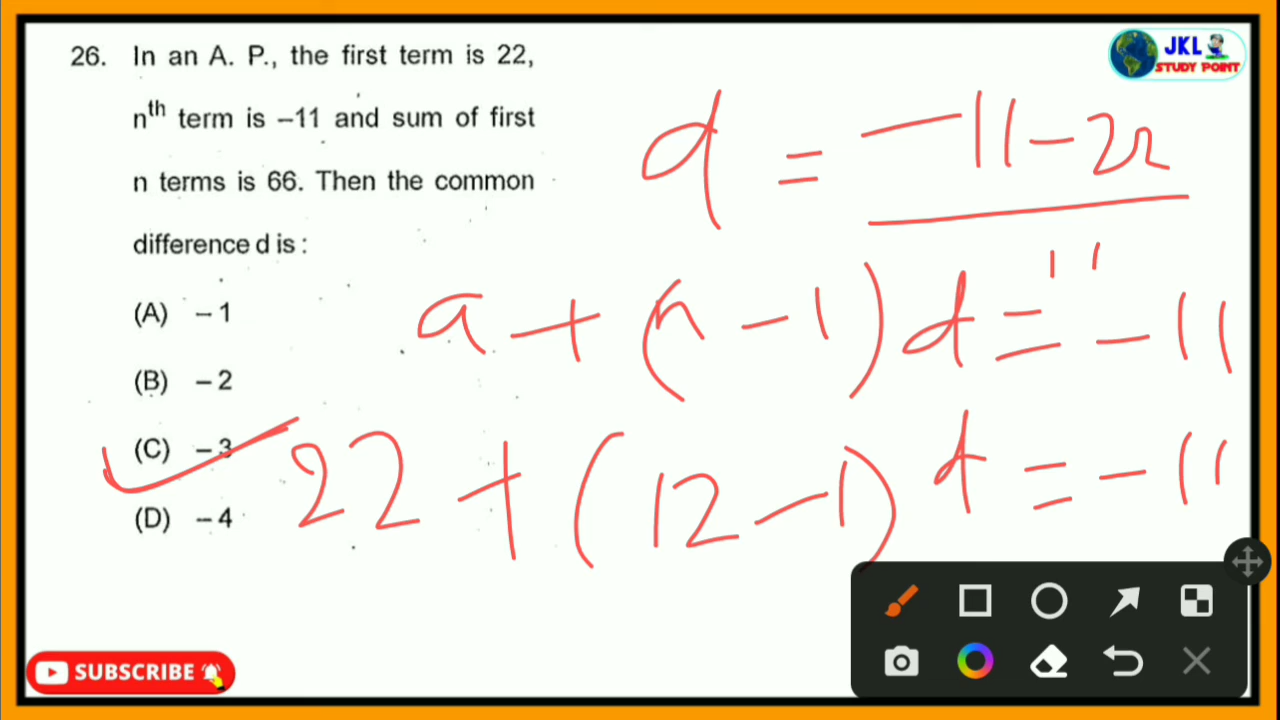 26. In an A. P., the first term is 22,
nth term is –11 and sum of first
n terms is 66. Then the common
difference d is :
(A) – 1
(B) – 2
(C) – 3
(D) – 4
d = –11–22
11
a + (n – 1) d = –11
22 + (12 – 1) d = –11
JKL
STUDY POINT
SUBSCRIBE